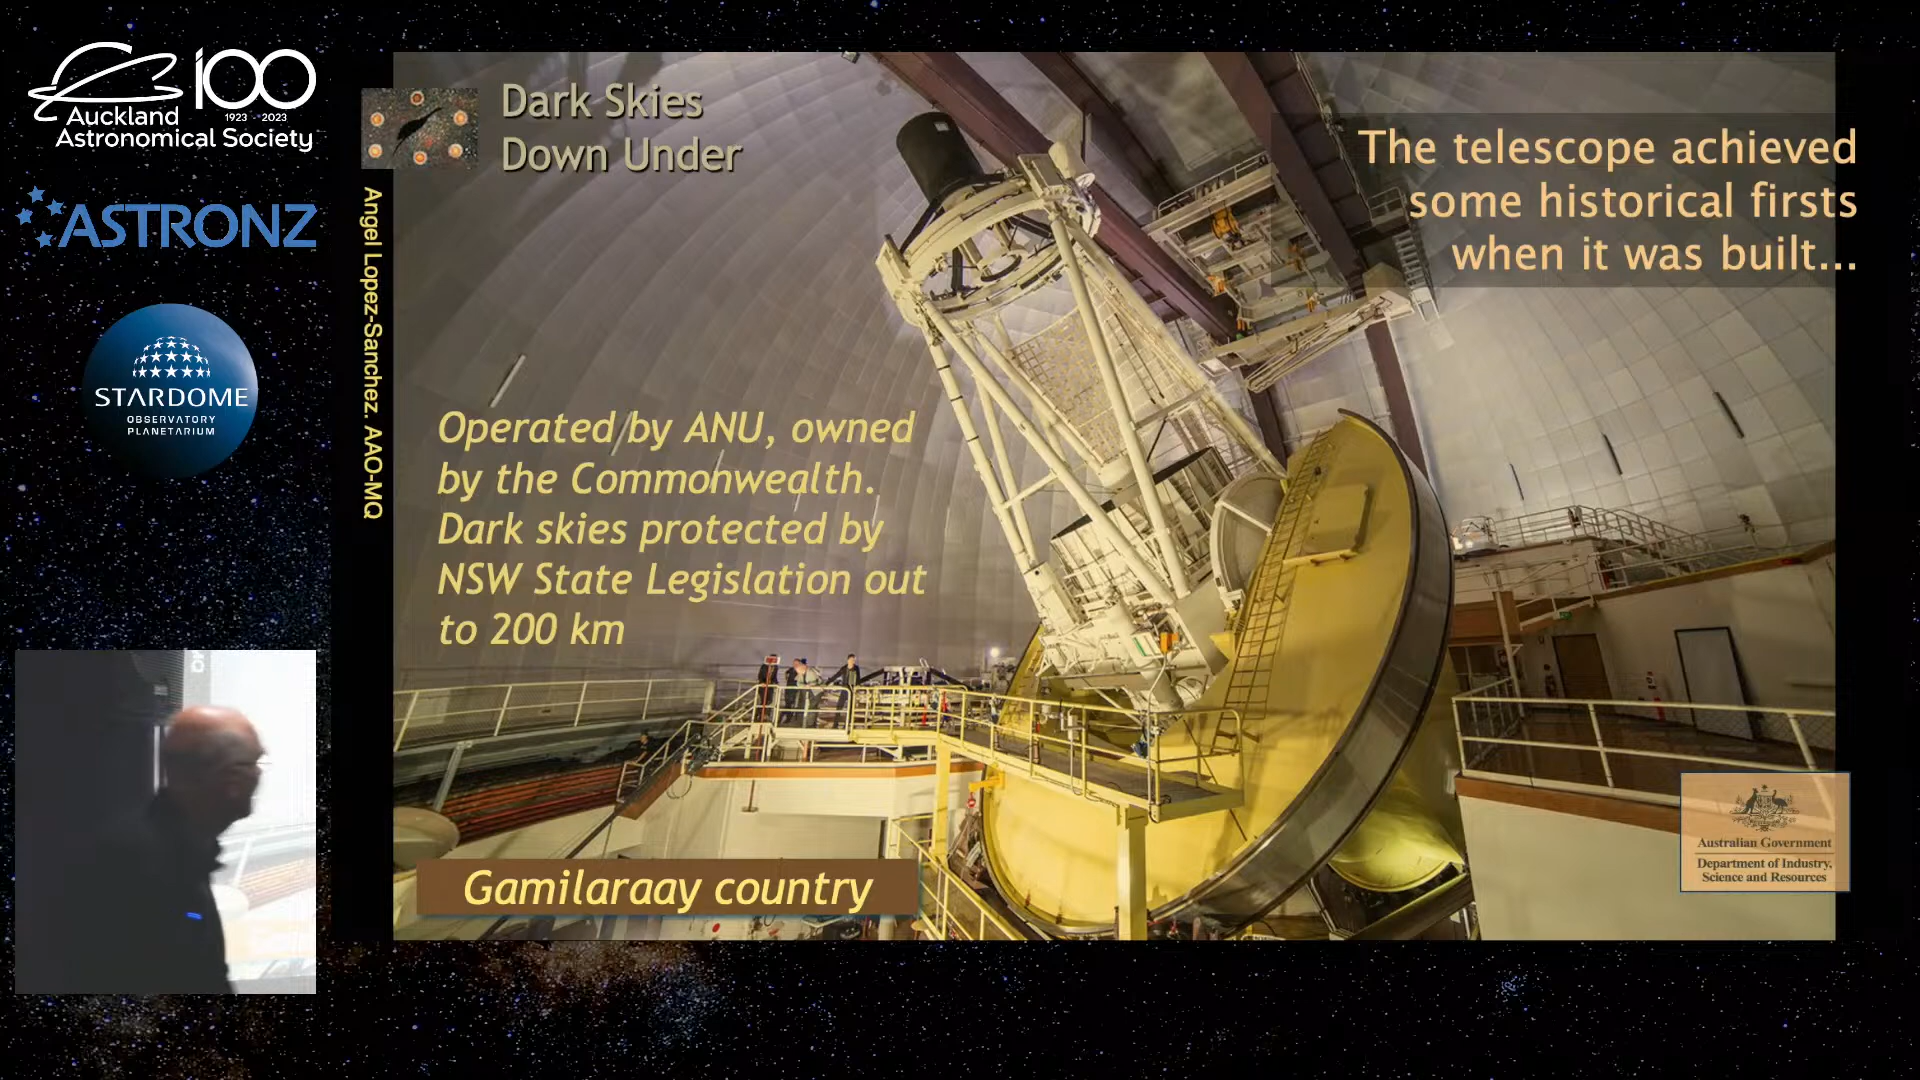 100
1923 2023
Auckland
Astronomical Society
ASTRONZ
STARDOME
OBSERVATORY
PLANETARIUM
Dark Skies
Down Under
Angel Lopez-Sanchez. AAO-MQ
The telescope achieved
some historical firsts
when it was built...
Operated by ANU, owned
by the Commonwealth.
Dark skies protected by
NSW State Legislation out
to 200 km
Gamilaraay country
Australian Government
Department of Industry,
Science and Resources